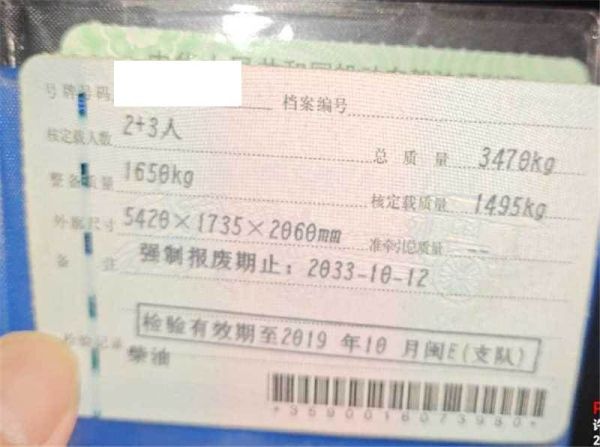 号牌号码 档案编号
核定载人数 2+3人 总质量 3470kg
整备质量 1650kg 核定载质量 1495kg
外廓尺寸 5420×1735×2060mm 准牵引总质量 --
备注 强制报废期止：2033-10-12
检验有效期至2019 年10 月闽E(支队)
检验记录
柴油